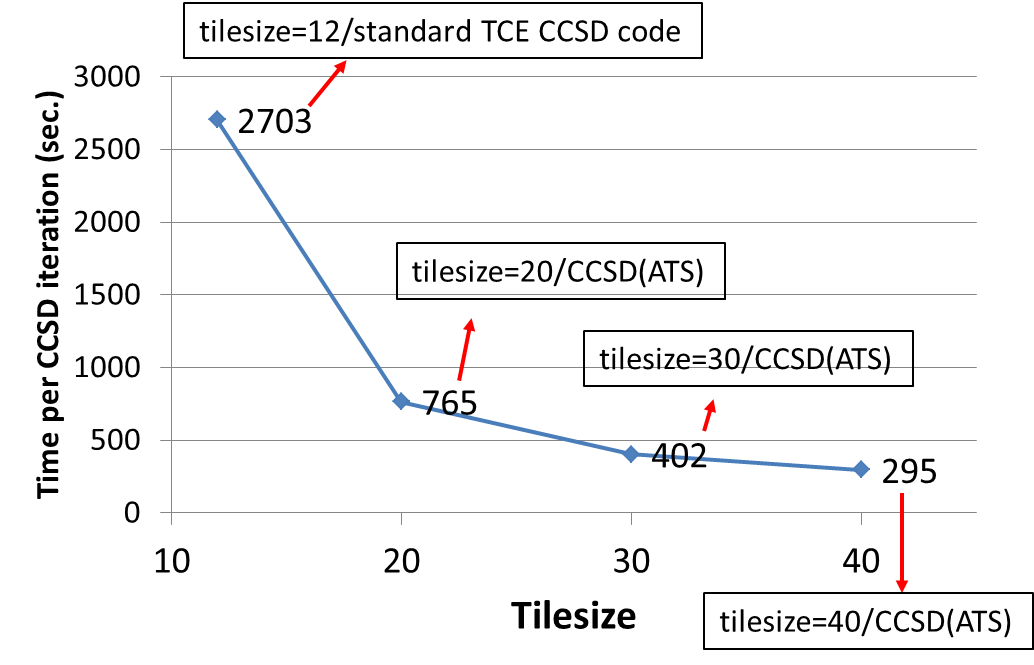 tilesize=12/standard TCE CCSD code
3000
2703
2500
2000
tilesize=20/CCSD(ATS)
1500
tilesize=30/CCSD(ATS)
1000
765
500
402
295
0
10 20 30 40
Time per CCSD iteration (sec.)
Tilesize
tilesize=40/CCSD(ATS)